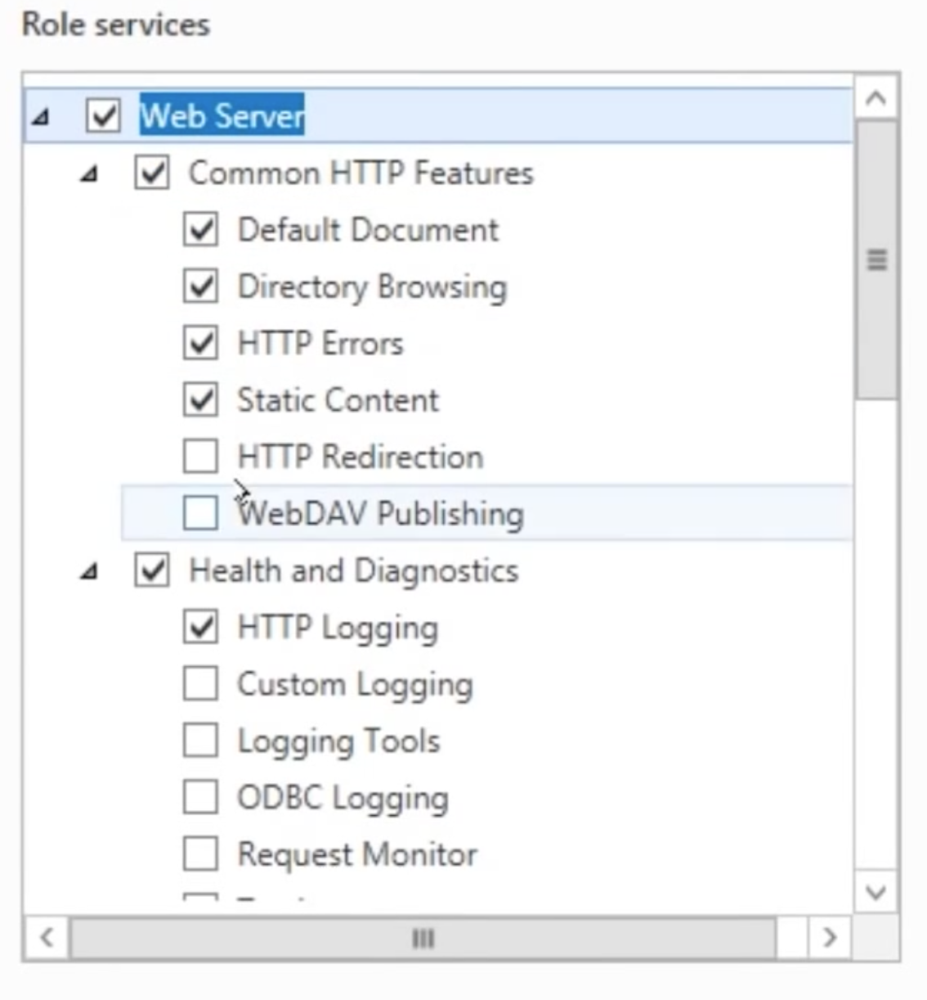 Role services
Web Server
Common HTTP Features
Default Document
Directory Browsing
HTTP Errors
Static Content
HTTP Redirection
WebDAV Publishing
Health and Diagnostics
HTTP Logging
Custom Logging
Logging Tools
ODBC Logging
Request Monitor